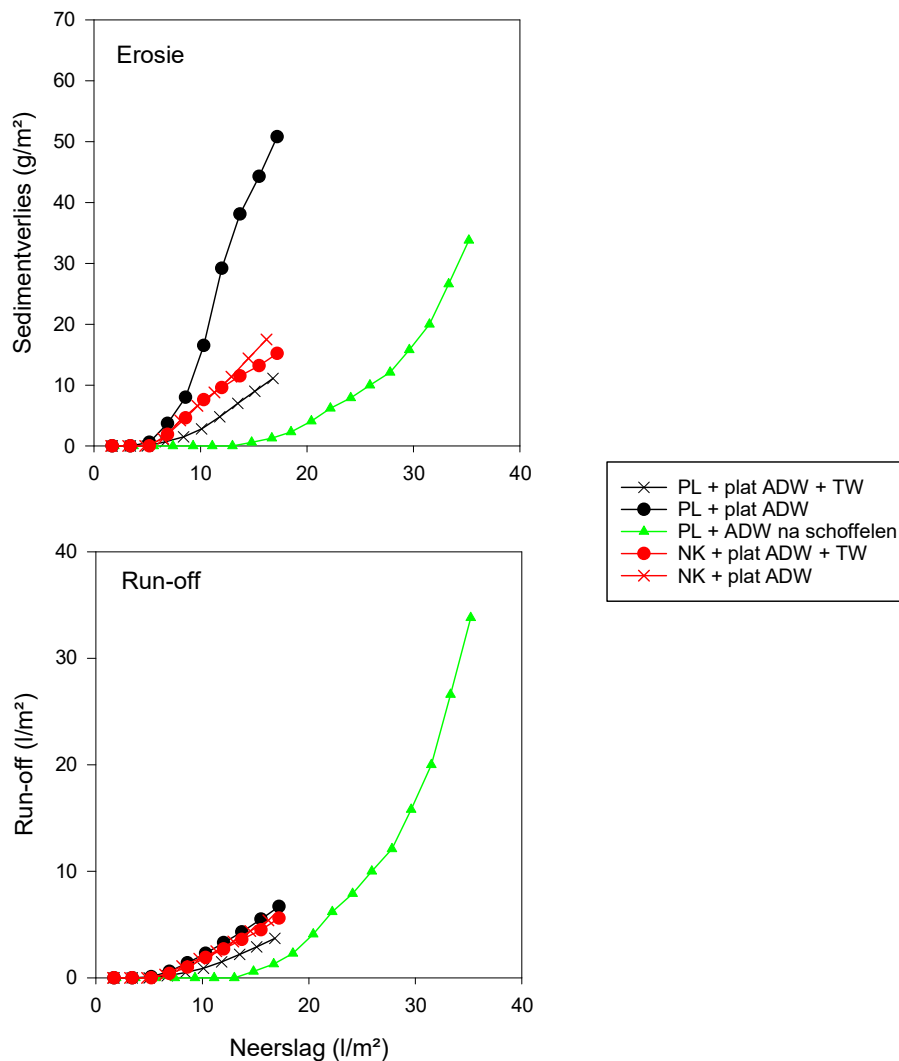 Erosie
Sedimentverlies (g/m²)
70
60
50
40
30
20
10
0
0 10 20 30 40
PL + plat ADW + TW
PL + plat ADW
PL + ADW na schoffelen
NK + plat ADW + TW
NK + plat ADW
Run-off
Run-off (l/m²)
40
30
20
10
0
0 10 20 30 40
Neerslag (l/m²)